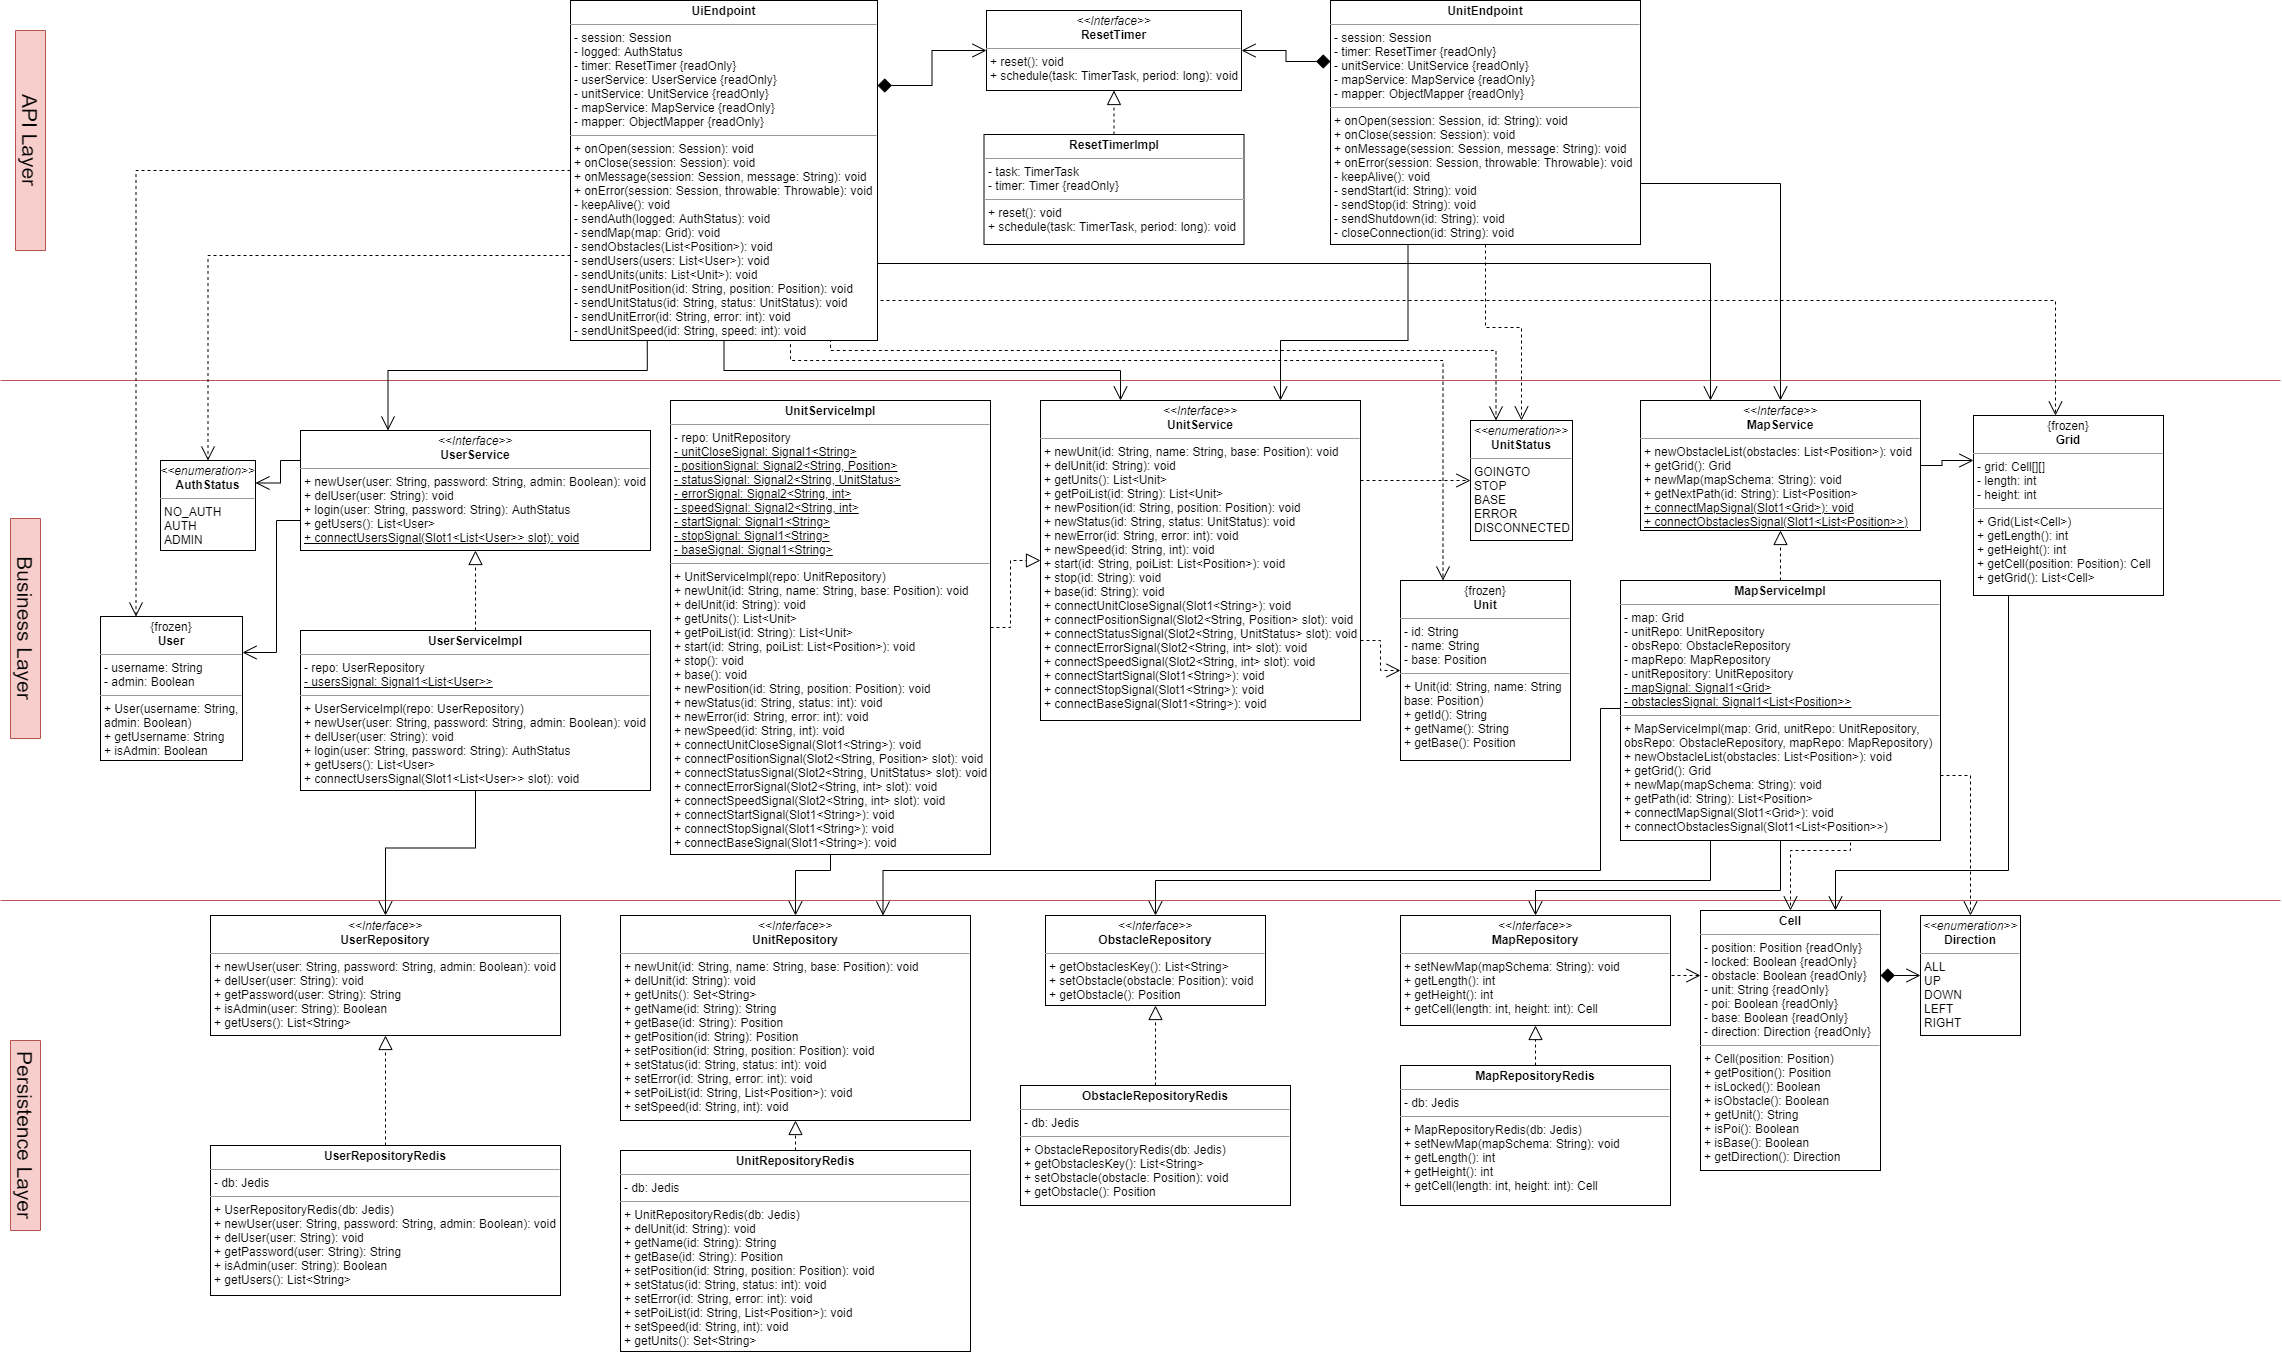 API Layer
UiEndpoint
- session: Session
- logged: AuthStatus
- timer: ResetTimer {readOnly}
- userService: UserService {readOnly}
- unitService: UnitService {readOnly}
- mapService: MapService {readOnly}
- mapper: ObjectMapper {readOnly}
+ onOpen(session: Session): void
+ onClose(session: Session): void
+ onMessage(session: Session, message: String): void
+ onError(session: Session, throwable: Throwable): void
- keepAlive(): void
- sendAuth(logged: AuthStatus): void
- sendMap(map: Grid): void
- sendObstacles(List<Position>): void
- sendUsers(users: List<User>): void
- sendUnits(units: List<Unit>): void
- sendUnitPosition(id: String, position: Position): void
- sendUnitStatus(id: String, status: UnitStatus): void
- sendUnitError(id: String, error: int): void
- sendUnitSpeed(id: String, speed: int): void
<<Interface>>
ResetTimer
+ reset(): void
+ schedule(task: TimerTask, period: long): void
ResetTimerImpl
- task: TimerTask
- timer: Timer {readOnly}
+ reset(): void
+ schedule(task: TimerTask, period: long): void
UnitEndpoint
- session: Session
- timer: ResetTimer {readOnly}
- unitService: UnitService {readOnly}
- mapService: MapService {readOnly}
- mapper: ObjectMapper {readOnly}
+ onOpen(session: Session, id: String): void
+ onClose(session: Session): void
+ onMessage(session: Session, message: String): void
+ onError(session: Session, throwable: Throwable): void
- keepAlive(): void
- sendStart(id: String): void
- sendStop(id: String): void
- sendShutdown(id: String): void
- closeConnection(id: String): void
Business Layer
<<enumeration>>
AuthStatus
NO_AUTH
AUTH
ADMIN
{frozen}
User
- username: String
- admin: Boolean
+ User(username: String,
admin: Boolean)
+ getUsername: String
+ isAdmin: Boolean
<<Interface>>
UserService
+ newUser(user: String, password: String, admin: Boolean): void
+ delUser(user: String): void
+ login(user: String, password: String): AuthStatus
+ getUsers(): List<User>
+ connectUsersSignal(Slot1<List<User>> slot): void
UserServiceImpl
- repo: UserRepository
- usersSignal: Signal1<List<User>>
+ UserServiceImpl(repo: UserRepository)
+ newUser(user: String, password: String, admin: Boolean): void
+ delUser(user: String): void
+ login(user: String, password: String): AuthStatus
+ getUsers(): List<User>
+ connectUsersSignal(Slot1<List<User>> slot): void
UnitServiceImpl
- repo: UnitRepository
- unitCloseSignal: Signal1<String>
- positionSignal: Signal2<String, Position>
- statusSignal: Signal2<String, UnitStatus>
- errorSignal: Signal2<String, int>
- speedSignal: Signal2<String, int>
- startSignal: Signal1<String>
- stopSignal: Signal1<String>
- baseSignal: Signal1<String>
+ UnitServiceImpl(repo: UnitRepository)
+ newUnit(id: String, name: String, base: Position): void
+ delUnit(id: String): void
+ getUnits(): List<Unit>
+ getPoiList(id: String): List<Unit>
+ start(id: String, poiList: List<Position>): void
+ stop(): void
+ base(): void
+ newPosition(id: String, position: Position): void
+ newStatus(id: String, status: int): void
+ newError(id: String, error: int): void
+ newSpeed(id: String, int): void
+ connectUnitCloseSignal(Slot1<String>): void
+ connectPositionSignal(Slot2<String, Position> slot): void
+ connectStatusSignal(Slot2<String, UnitStatus> slot): void
+ connectErrorSignal(Slot2<String, int> slot): void
+ connectSpeedSignal(Slot2<String, int> slot): void
+ connectStartSignal(Slot1<String>): void
+ connectStopSignal(Slot1<String>): void
+ connectBaseSignal(Slot1<String>): void
<<Interface>>
UnitService
+ newUnit(id: String, name: String, base: Position): void
+ delUnit(id: String): void
+ getUnits(): List<Unit>
+ getPoiList(id: String): List<Unit>
+ newPosition(id: String, position: Position): void
+ newStatus(id: String, status: UnitStatus): void
+ newError(id: String, error: int): void
+ newSpeed(id: String, int): void
+ start(id: String, poiList: List<Position>): void
+ stop(id: String): void
+ base(id: String): void
+ connectUnitCloseSignal(Slot1<String>): void
+ connectPositionSignal(Slot2<String, Position> slot): void
+ connectStatusSignal(Slot2<String, UnitStatus> slot): void
+ connectErrorSignal(Slot2<String, int> slot): void
+ connectSpeedSignal(Slot2<String, int> slot): void
+ connectStartSignal(Slot1<String>): void
+ connectStopSignal(Slot1<String>): void
+ connectBaseSignal(Slot1<String>): void
<<enumeration>>
UnitStatus
GOINGTO
STOP
BASE
ERROR
DISCONNECTED
{frozen}
Unit
- id: String
- name: String
- base: Position
+ Unit(id: String, name: String
base: Position)
+ getId(): String
+ getName(): String
+ getBase(): Position
<<Interface>>
MapService
+ newObstacleList(obstacles: List<Position>): void
+ getGrid(): Grid
+ newMap(mapSchema: String): void
+ getNextPath(id: String): List<Position>
+ connectMapSignal(Slot1<Grid>): void
+ connectObstaclesSignal(Slot1<List<Position>>)
MapServiceImpl
- map: Grid
- unitRepo: UnitRepository
- obsRepo: ObstacleRepository
- mapRepo: MapRepository
- unitRepository: UnitRepository
- mapSignal: Signal1<Grid>
- obstaclesSignal: Signal1<List<Position>>
+ MapServiceImpl(map: Grid, unitRepo: UnitRepository,
obsRepo: ObstacleRepository, mapRepo: MapRepository)
+ newObstacleList(obstacles: List<Position>): void
+ getGrid(): Grid
+ newMap(mapSchema: String): void
+ getPath(id: String): List<Position>
+ connectMapSignal(Slot1<Grid>): void
+ connectObstaclesSignal(Slot1<List<Position>>)
{frozen}
Grid
- grid: Cell[][]
- length: int
- height: int
+ Grid(List<Cell>)
+ getLength(): int
+ getHeight(): int
+ getCell(position: Position): Cell
+ getGrid(): List<Cell>
Persistence Layer
<<Interface>>
UserRepository
+ newUser(user: String, password: String, admin: Boolean): void
+ delUser(user: String): void
+ getPassword(user: String): String
+ isAdmin(user: String): Boolean
+ getUsers(): List<String>
UserRepositoryRedis
- db: Jedis
+ UserRepositoryRedis(db: Jedis)
+ newUser(user: String, password: String, admin: Boolean): void
+ delUser(user: String): void
+ getPassword(user: String): String
+ isAdmin(user: String): Boolean
+ getUsers(): List<String>
<<Interface>>
UnitRepository
+ newUnit(id: String, name: String, base: Position): void
+ delUnit(id: String): void
+ getUnits(): Set<String>
+ getName(id: String): String
+ getBase(id: String): Position
+ getPosition(id: String): Position
+ setPosition(id: String, position: Position): void
+ setStatus(id: String, status: int): void
+ setError(id: String, error: int): void
+ setPoiList(id: String, List<Position>): void
+ setSpeed(id: String, int): void
UnitRepositoryRedis
- db: Jedis
+ UnitRepositoryRedis(db: Jedis)
+ delUnit(id: String): void
+ getName(id: String): String
+ getBase(id: String): Position
+ setPosition(id: String, position: Position): void
+ setStatus(id: String, status: int): void
+ setError(id: String, error: int): void
+ setPoiList(id: String, List<Position>): void
+ setSpeed(id: String, int): void
+ getUnits(): Set<String>
<<Interface>>
ObstacleRepository
+ getObstaclesKey(): List<String>
+ setObstacle(obstacle: Position): void
+ getObstacle(): Position
ObstacleRepositoryRedis
- db: Jedis
+ ObstacleRepositoryRedis(db: Jedis)
+ getObstaclesKey(): List<String>
+ setObstacle(obstacle: Position): void
+ getObstacle(): Position
<<Interface>>
MapRepository
+ setNewMap(mapSchema: String): void
+ getLength(): int
+ getHeight(): int
+ getCell(length: int, height: int): Cell
MapRepositoryRedis
- db: Jedis
+ MapRepositoryRedis(db: Jedis)
+ setNewMap(mapSchema: String): void
+ getLength(): int
+ getHeight(): int
+ getCell(length: int, height: int): Cell
Cell
- position: Position {readOnly}
- locked: Boolean {readOnly}
- obstacle: Boolean {readOnly}
- unit: String {readOnly}
- poi: Boolean {readOnly}
- base: Boolean {readOnly}
- direction: Direction {readOnly}
+ Cell(position: Position)
+ getPosition(): Position
+ isLocked(): Boolean
+ isObstacle(): Boolean
+ getUnit(): String
+ isPoi(): Boolean
+ isBase(): Boolean
+ getDirection(): Direction
<<enumeration>>
Direction
ALL
UP
DOWN
LEFT
RIGHT